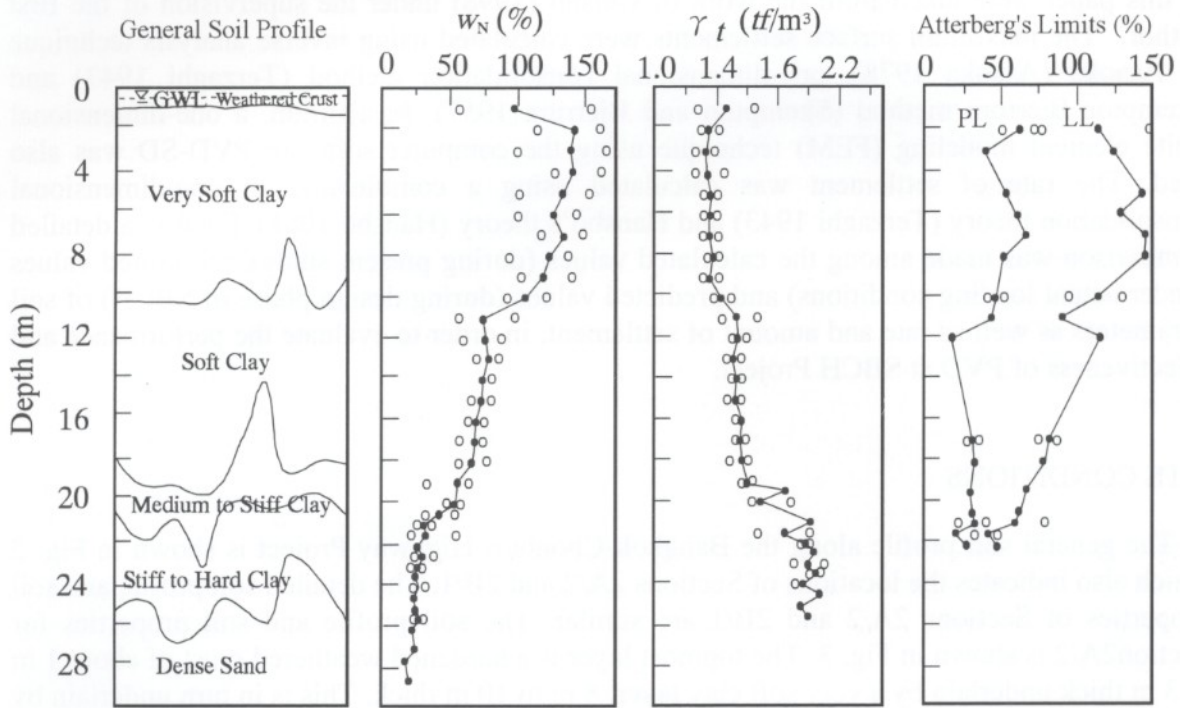 General Soil Profile
w_N (%)
γ_t (tf/m³)
Atterberg's Limits (%)
0 50 100 150
1.0 1.4 1.6 2.2
0 50 100 150
0
GWL Weathered Crust
PL LL
4
Very Soft Clay
8
12
Soft Clay
16
20
Medium to Stiff Clay
Stiff to Hard Clay
24
28
Dense Sand
Depth (m)